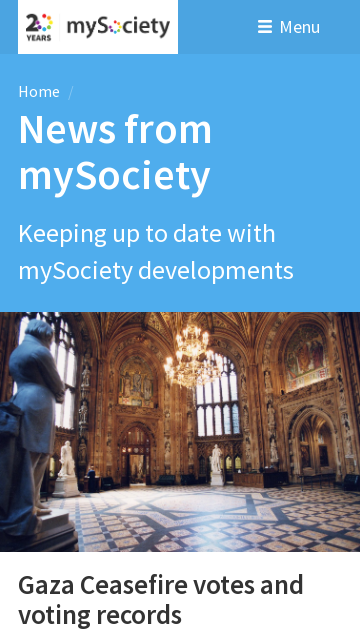 20 YEARS mySociety
Menu
Home /
News from
mySociety
Keeping up to date with
mySociety developments
Gaza Ceasefire votes and
voting records